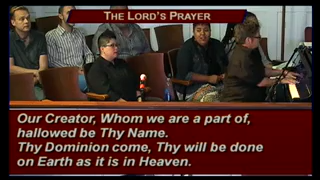 The Lord's Prayer
Our Creator, Whom we are a part of,
hallowed be Thy Name.
Thy Dominion come, Thy will be done
on Earth as it is in Heaven.